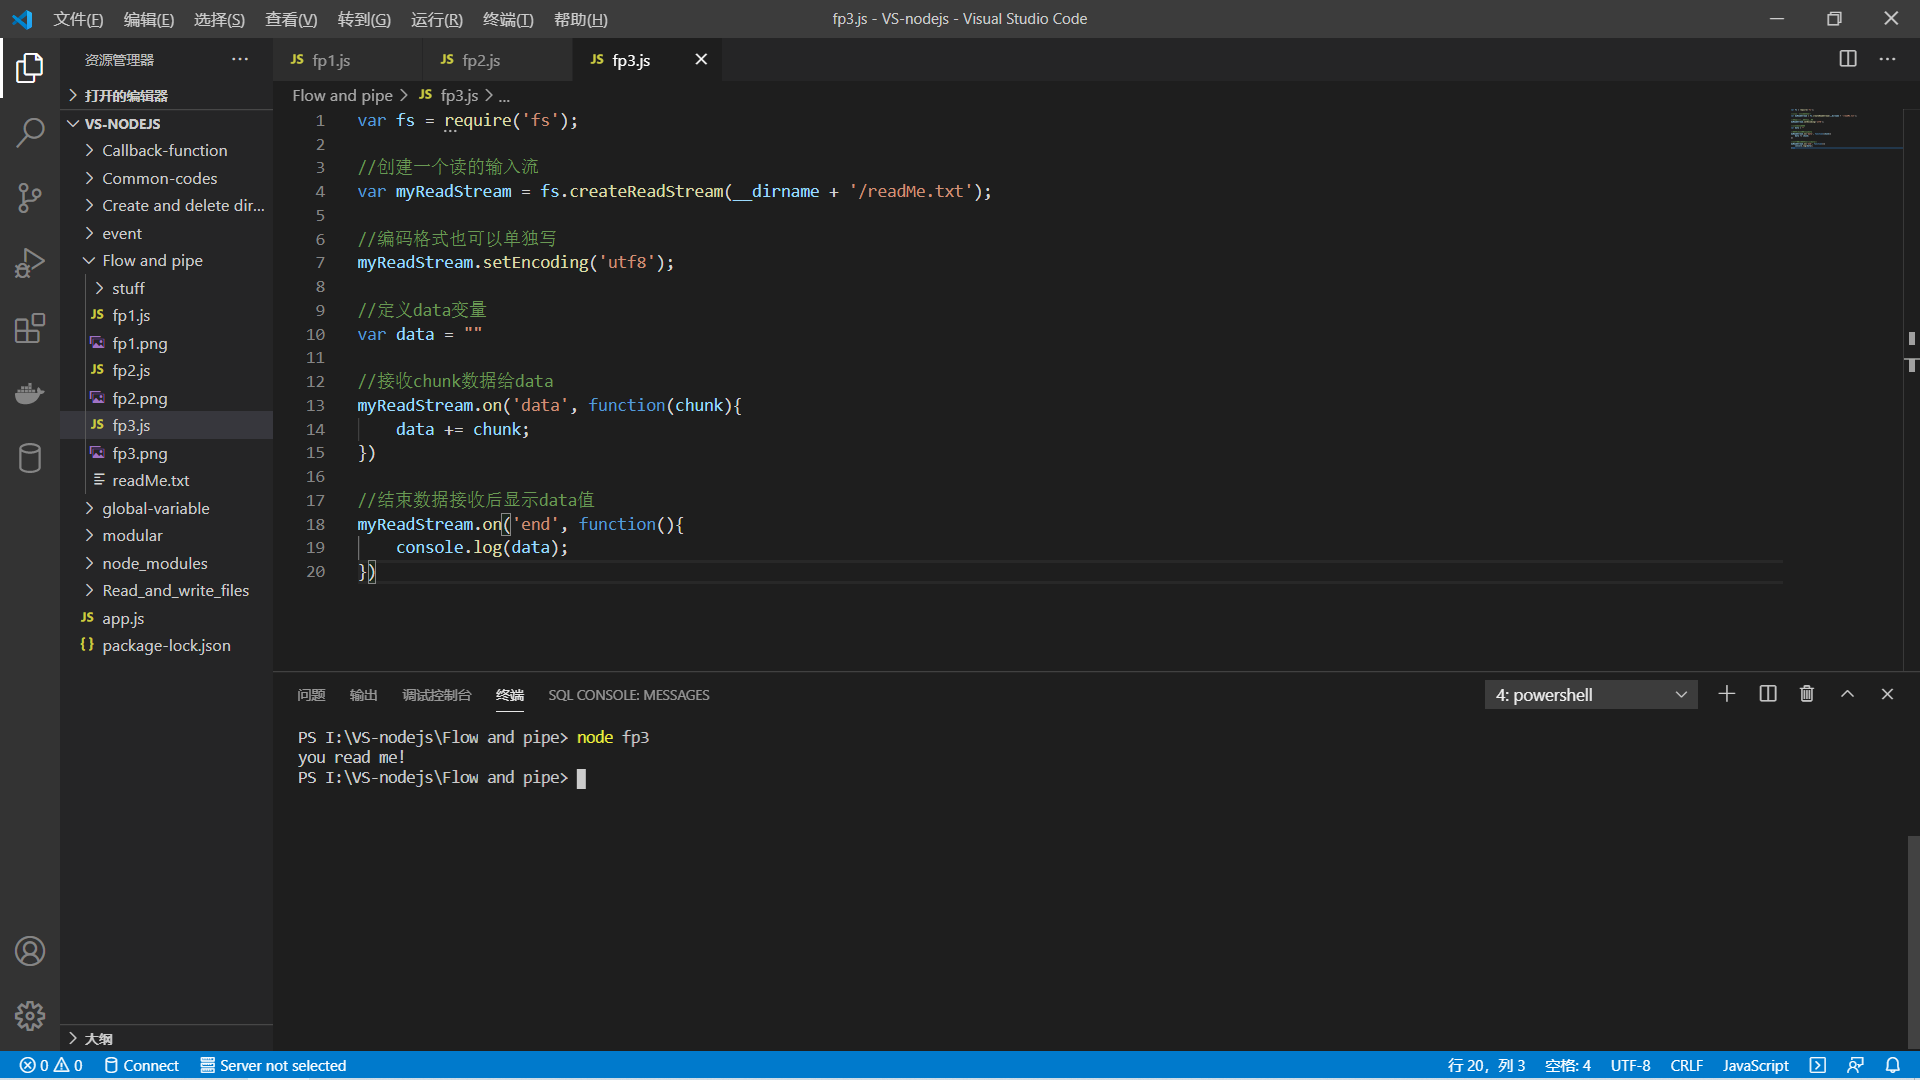 文件(F) 编辑(E) 选择(S) 查看(V) 转到(G) 运行(R) 终端(T) 帮助(H) fp3.js - VS-nodejs - Visual Studio Code
资源管理器 ···
打开的编辑器
VS-NODEJS
Callback-function
Common-codes
Create and delete dir...
event
Flow and pipe
stuff
JS fp1.js
fp1.png
JS fp2.js
fp2.png
JS fp3.js
fp3.png
readMe.txt
global-variable
modular
node_modules
Read_and_write_files
JS app.js
{} package-lock.json
大纲
JS fp1.js JS fp2.js JS fp3.js
Flow and pipe > JS fp3.js > ...
1 var fs = require('fs');
2
3 //创建一个读的输入流
4 var myReadStream = fs.createReadStream(__dirname + '/readMe.txt');
5
6 //编码格式也可以单独写
7 myReadStream.setEncoding('utf8');
8
9 //定义data变量
10 var data = ""
11
12 //接收chunk数据给data
13 myReadStream.on('data', function(chunk){
14 data += chunk;
15 })
16
17 //结束数据接收后显示data值
18 myReadStream.on('end', function(){
19 console.log(data);
20 })
问题 输出 调试控制台 终端 SQL CONSOLE: MESSAGES 4: powershell
PS I:\VS-nodejs\Flow and pipe> node fp3
you read me!
PS I:\VS-nodejs\Flow and pipe>
0 0 Connect Server not selected 行 20，列 3 空格: 4 UTF-8 CRLF JavaScript